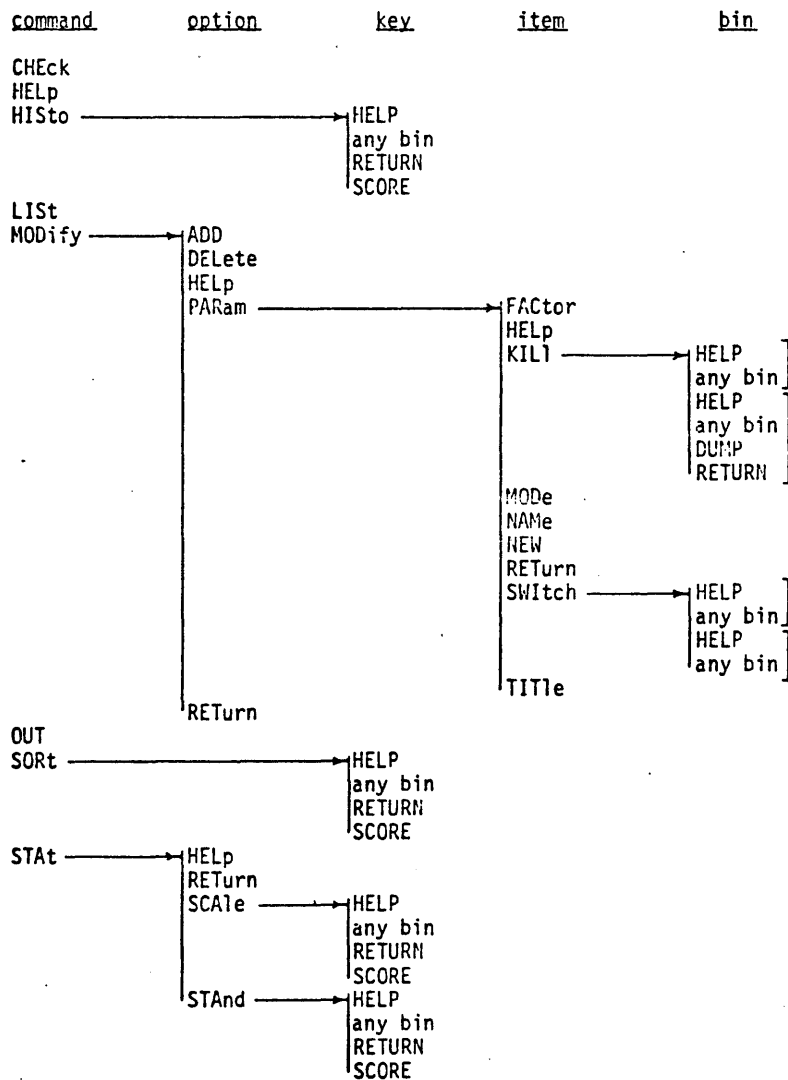 command option key item bin
CHEck
HELp
HISto HELP
any bin
RETURN
SCORE
LISt
MODify ADD
DELete
HELp
PARam FACtor
HELp
KILl HELP
any bin
HELP
any bin
DUMP
RETURN
MODe
NAMe
NEW
RETurn
SWItch HELP
any bin
HELP
any bin
TITle
RETurn
OUT
SORt HELP
any bin
RETURN
SCORE
STAt HELp
RETurn
SCAle HELP
any bin
RETURN
SCORE
STAnd HELP
any bin
RETURN
SCORE